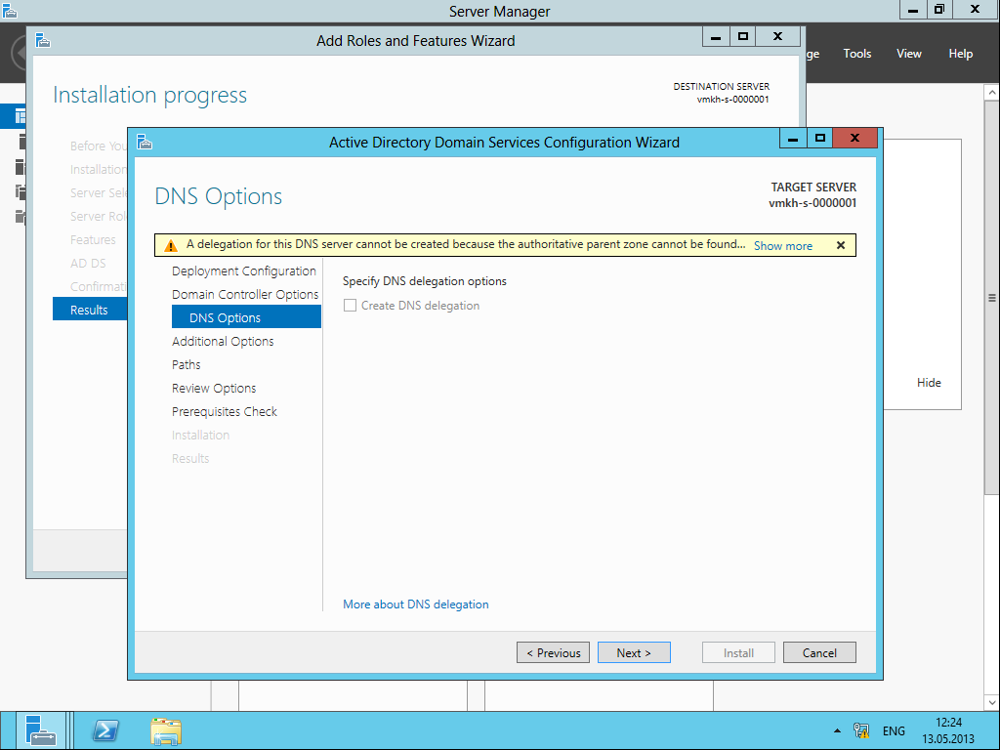 Server Manager
Add Roles and Features Wizard
ge Tools View Help
Installation progress
DESTINATION SERVER
vmkh-s-0000001
Before You
Installation
Server Sele
Server Rol
Features
AD DS
Confirmati
Results
Active Directory Domain Services Configuration Wizard
DNS Options
TARGET SERVER
vmkh-s-0000001
A delegation for this DNS server cannot be created because the authoritative parent zone cannot be found... Show more
Deployment Configuration
Domain Controller Options
DNS Options
Additional Options
Paths
Review Options
Prerequisites Check
Installation
Results
Specify DNS delegation options
Create DNS delegation
More about DNS delegation
< Previous Next > Install Cancel
Hide
ENG
12:24
13.05.2013